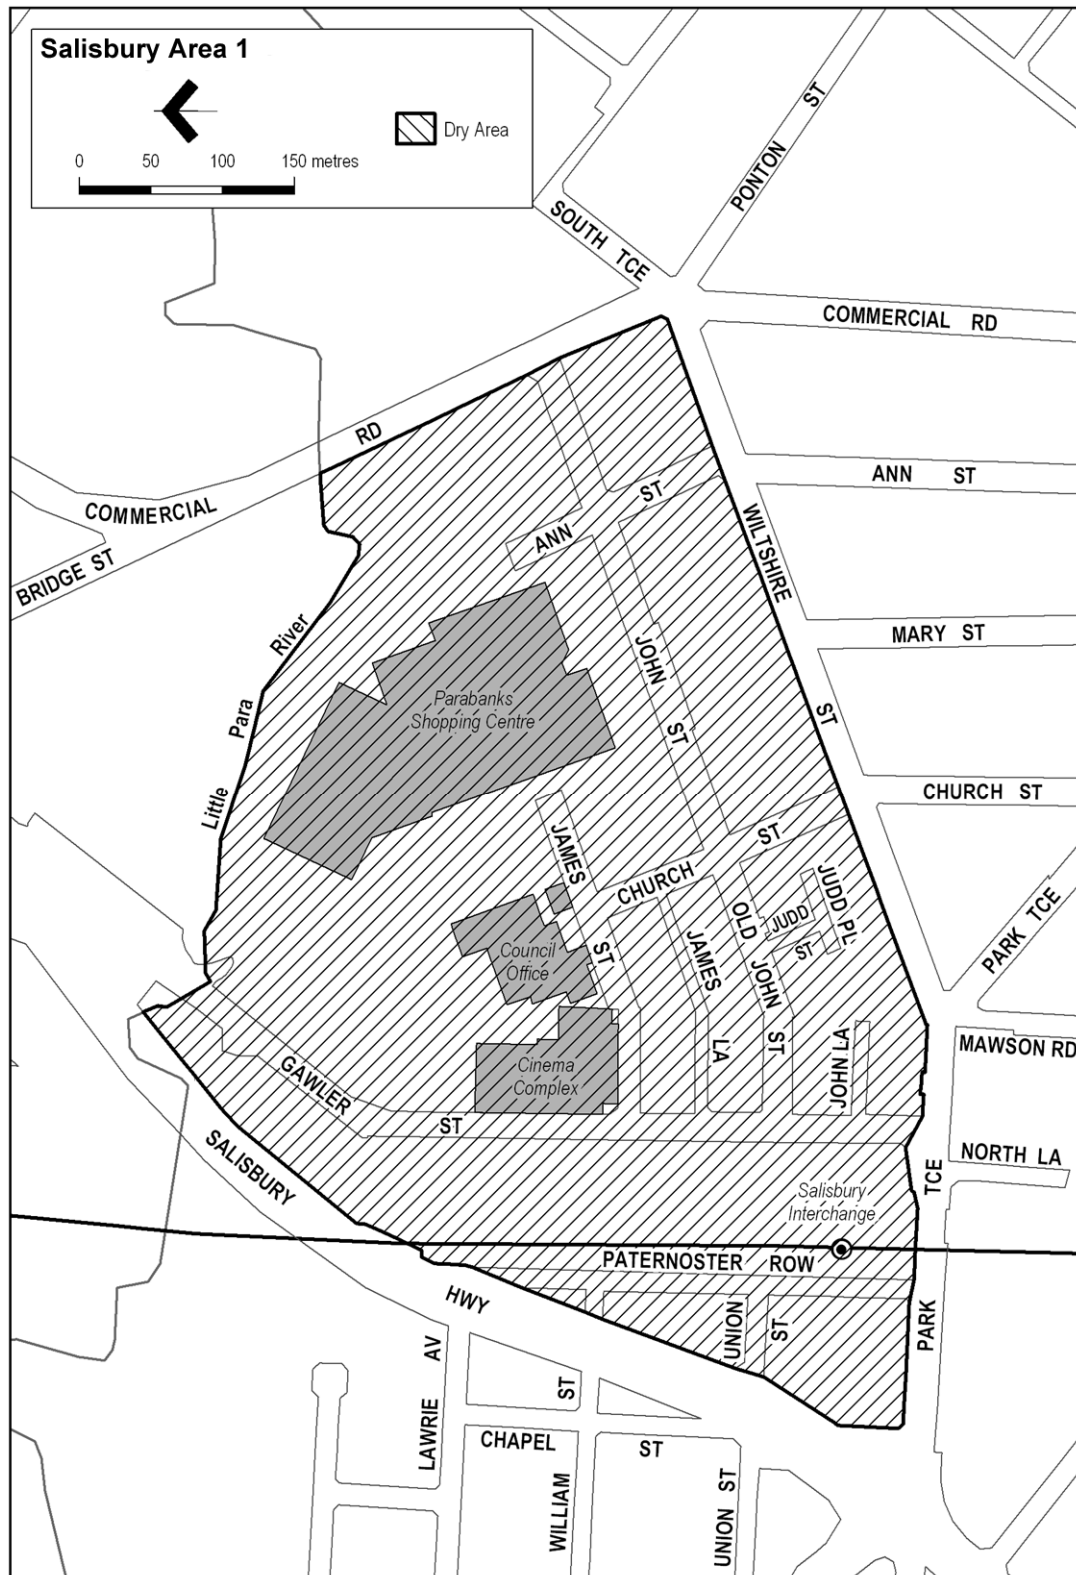 Salisbury Area 1
Dry Area
0 50 100 150 metres
PONTON ST
SOUTH TCE
COMMERCIAL RD
COMMERCIAL RD
BRIDGE ST
ANN ST
ANN ST
WILTSHIRE ST
MARY ST
Little Para River
JOHN ST
Parabanks
Shopping Centre
CHURCH ST
CHURCH ST
JAMES ST
JUDD PL
JUDD ST
OLD JOHN ST
JAMES LA
PARK TCE
Council
Office
Cinema
Complex
JOHN LA
MAWSON RD
GAWLER ST
NORTH LA
SALISBURY HWY
Salisbury
Interchange
PATERNOSTER ROW
PARK TCE
UNION ST
LAWRIE AV
CHAPEL ST
WILLIAM ST
UNION ST